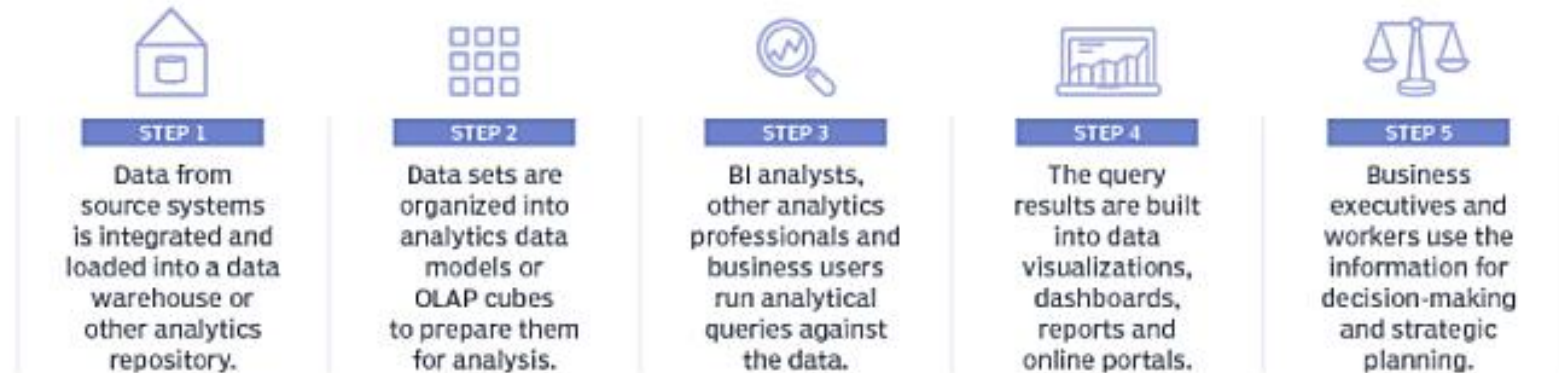 STEP 1
Data from
source systems
is integrated and
loaded into a data
warehouse or
other analytics
repository.
STEP 2
Data sets are
organized into
analytics data
models or
OLAP cubes
to prepare them
for analysis.
STEP 3
BI analysts,
other analytics
professionals and
business users
run analytical
queries against
the data.
STEP 4
The query
results are built
into data
visualizations,
dashboards,
reports and
online portals.
STEP 5
Business
executives and
workers use the
information for
decision-making
and strategic
planning.